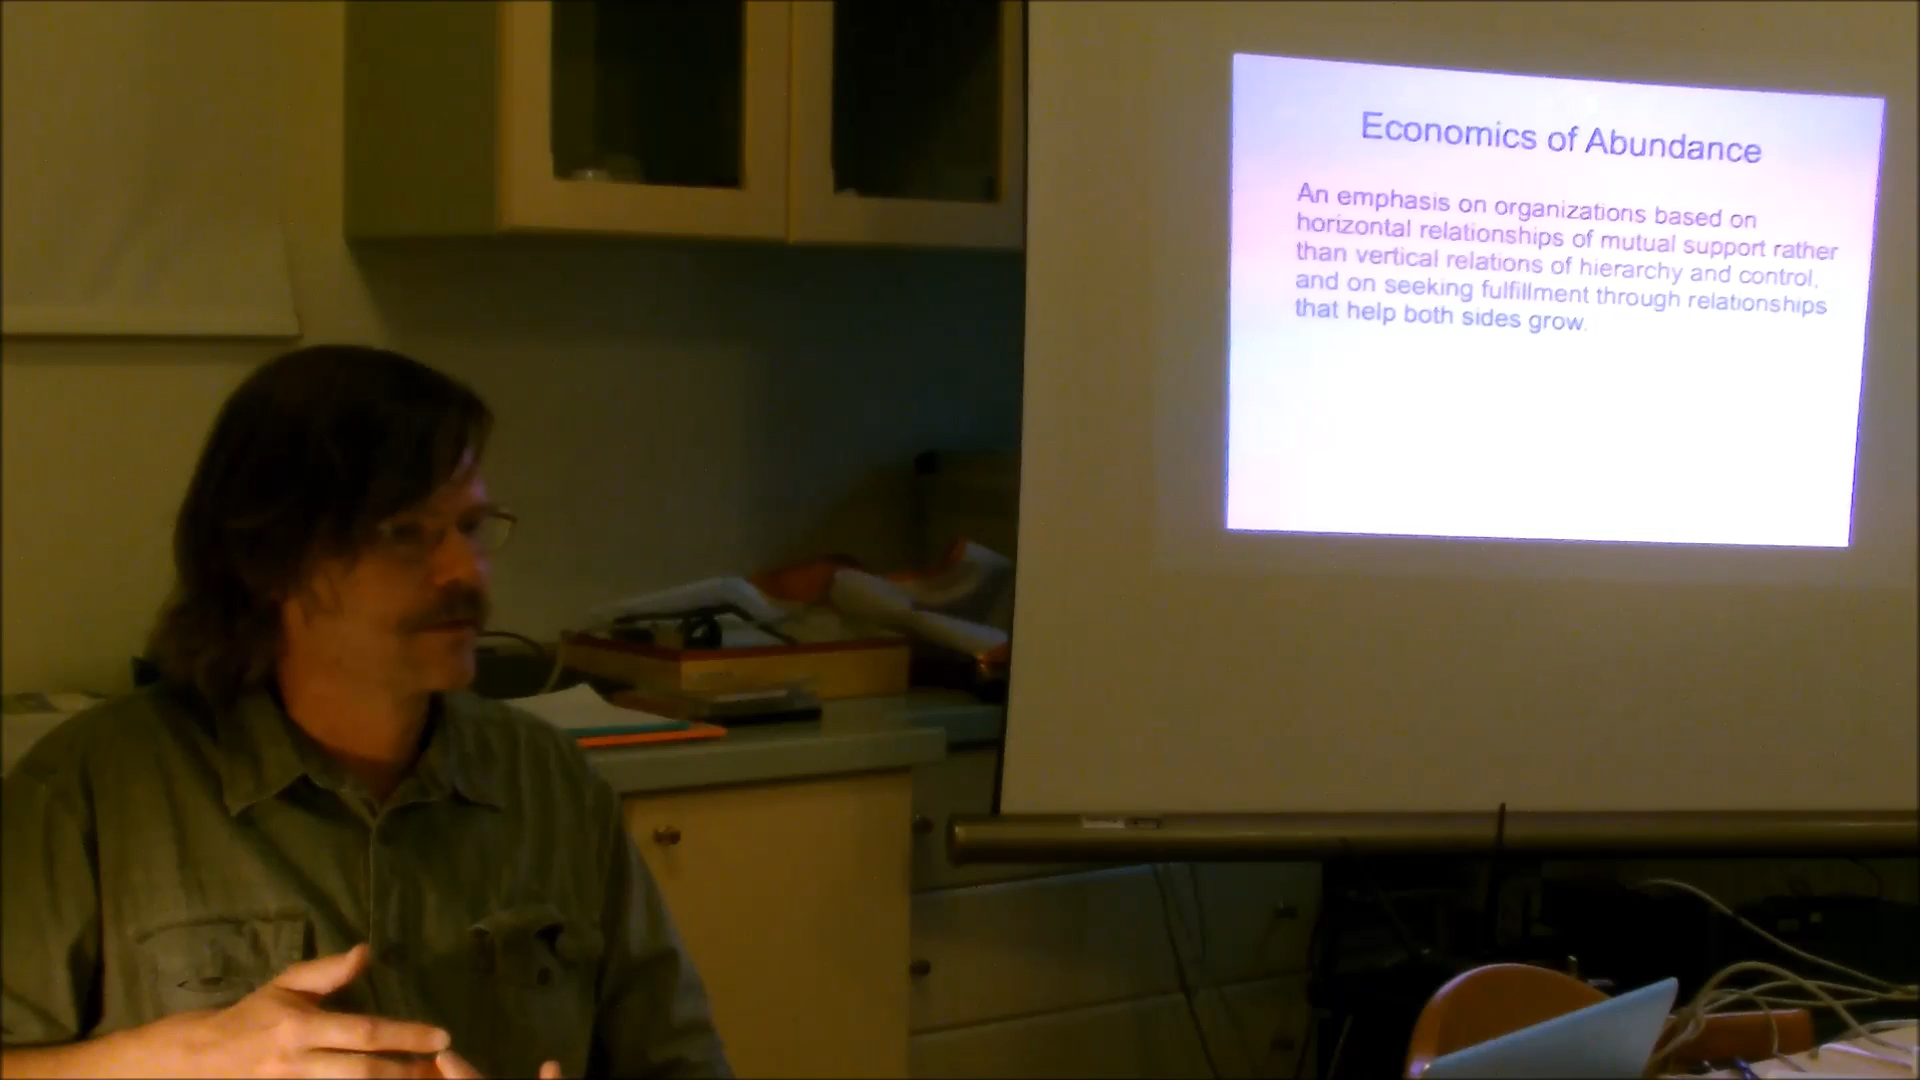 Economics of Abundance
An emphasis on organizations based on
horizontal relationships of mutual support rather
than vertical relations of hierarchy and control,
and on seeking fulfillment through relationships
that help both sides grow.